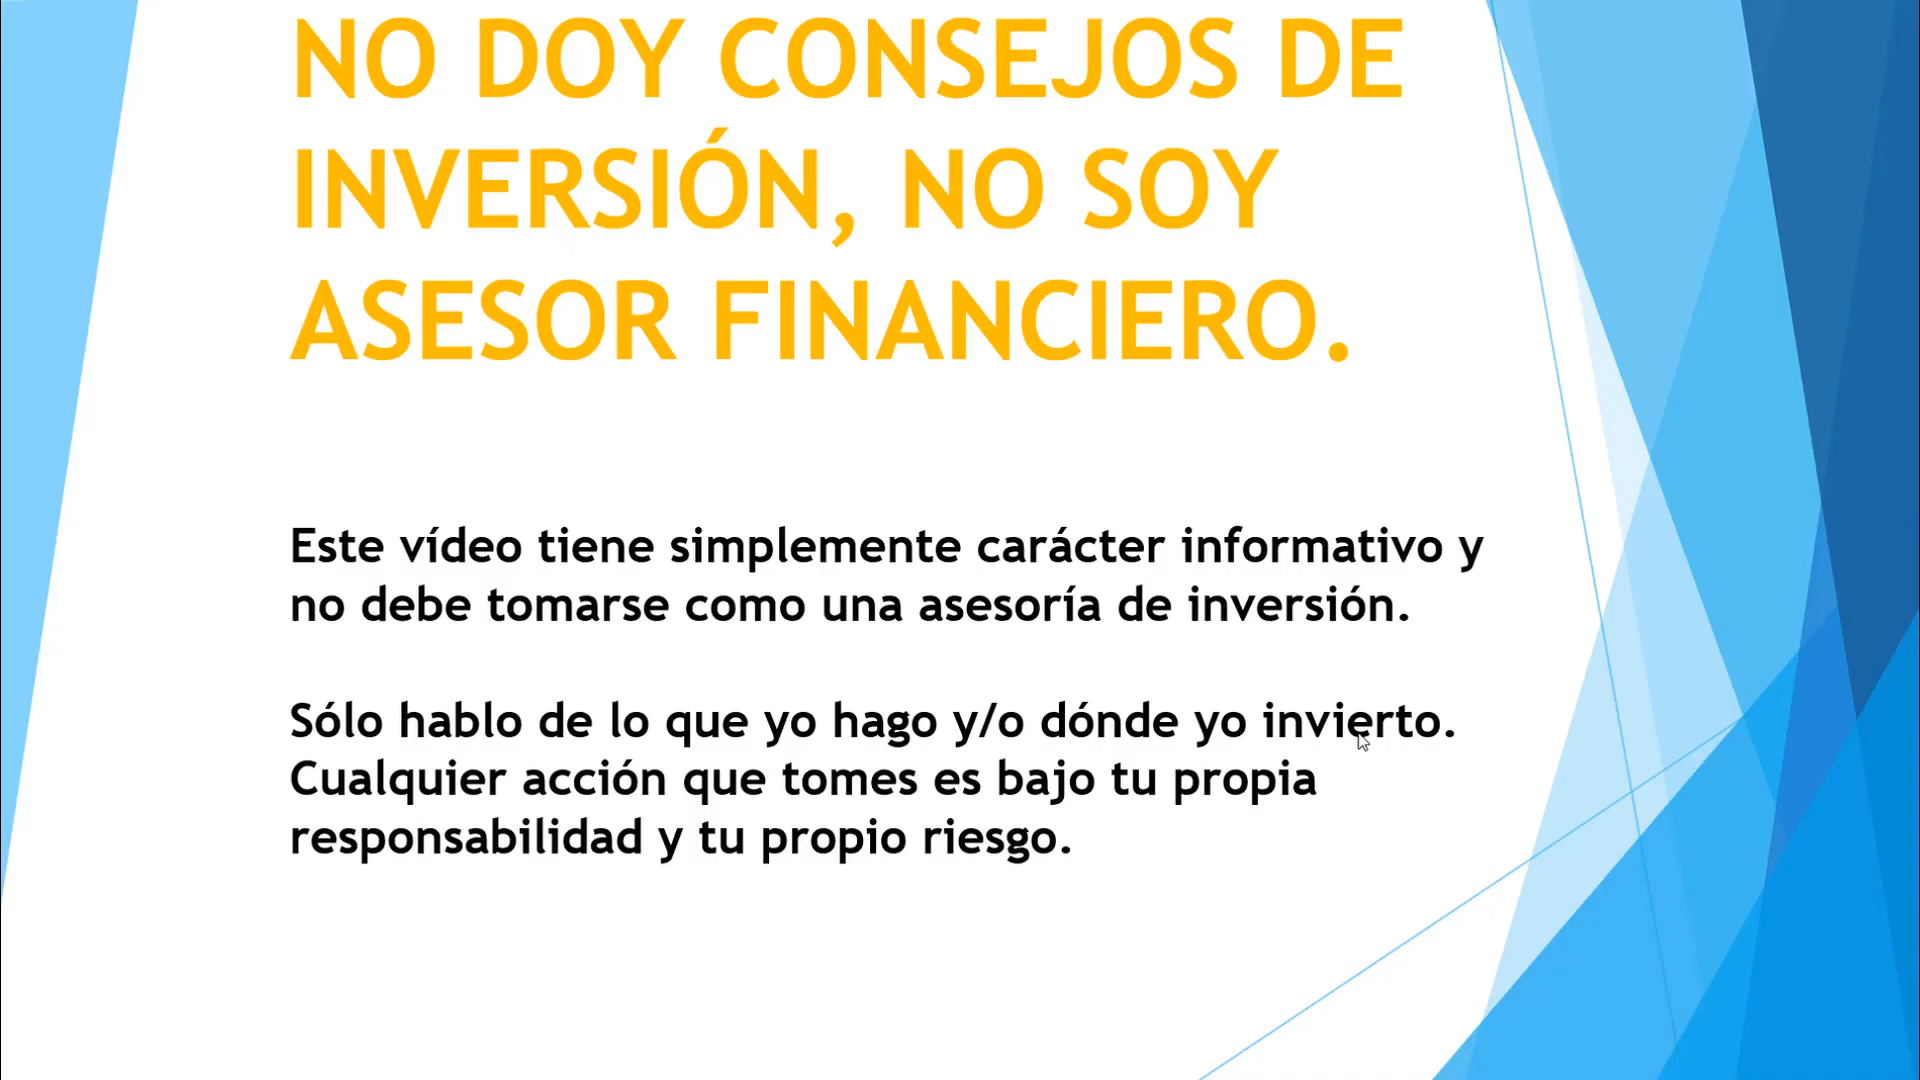 NO DOY CONSEJOS DE
INVERSIÓN, NO SOY
ASESOR FINANCIERO.
Este vídeo tiene simplemente carácter informativo y
no debe tomarse como una asesoría de inversión.
Sólo hablo de lo que yo hago y/o dónde yo invierto.
Cualquier acción que tomes es bajo tu propia
responsabilidad y tu propio riesgo.